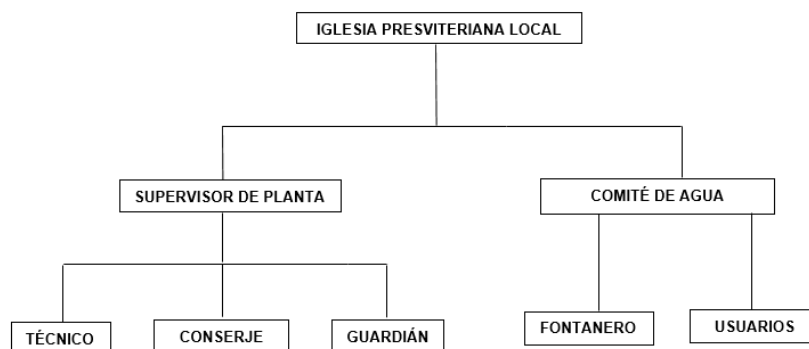 IGLESIA PRESVITERIANA LOCAL
SUPERVISOR DE PLANTA
COMITÉ DE AGUA
TÉCNICO
CONSERJE
GUARDIÁN
FONTANERO
USUARIOS